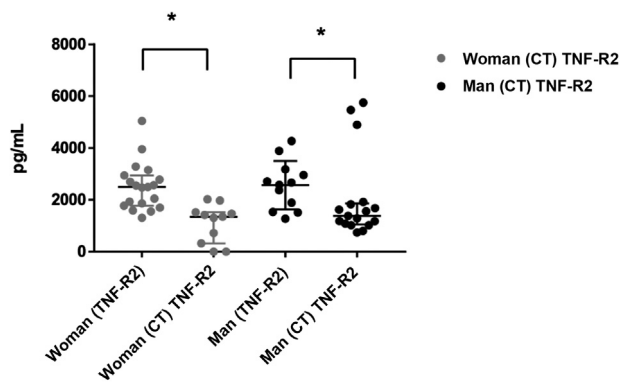 *
*
8000
6000
4000
2000
0
pg/mL
Woman (CT) TNF-R2
Man (CT) TNF-R2
Woman (TNF-R2)
Woman (CT) TNF-R2
Man (TNF-R2)
Man (CT) TNF-R2